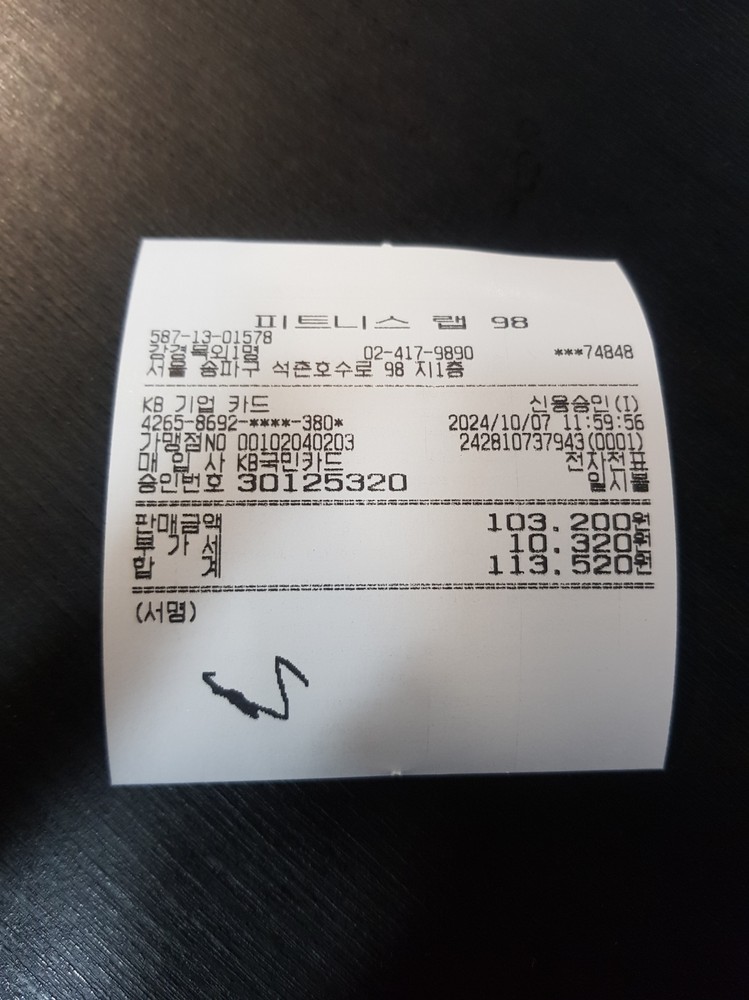 피트니스 랩 98
587-13-01578
강경목외1명 02-417-9890 ***74848
서울 송파구 석촌호수로 98 지1층
KB 기업 카드 신용승인(I)
4265-8692-****-380* 2024/10/07 11:59:56
가맹점NO 00102040203 242810737943(0001)
매 입 사 KB국민카드 전자전표
승인번호 30125320 일시불
판매금액 103,200원
부 가 세 10,320원
합 계 113,520원
(서명)